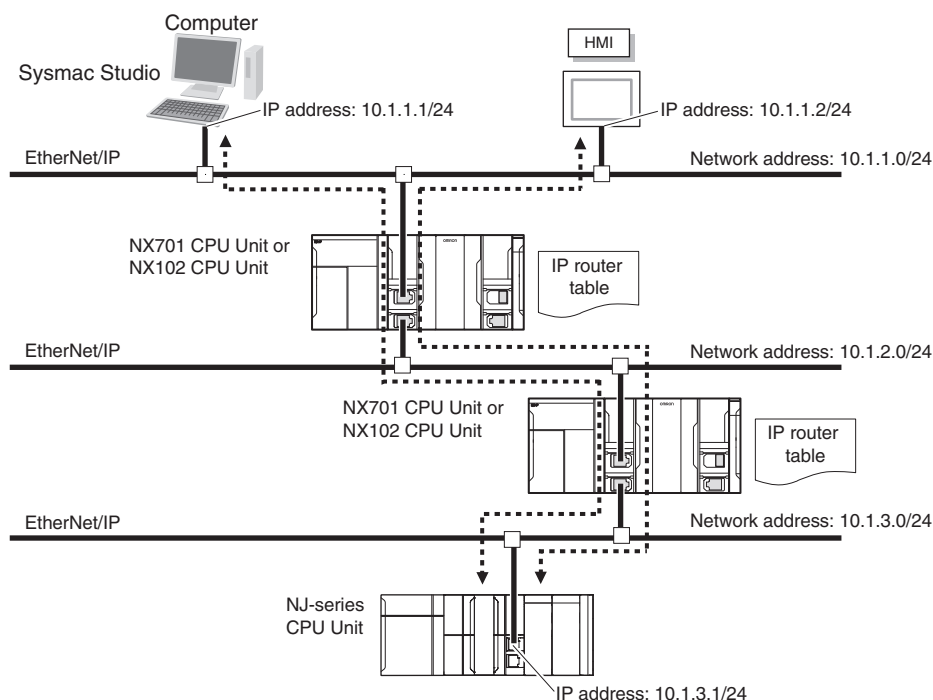 Computer
HMI
Sysmac Studio
IP address: 10.1.1.1/24
IP address: 10.1.1.2/24
EtherNet/IP
Network address: 10.1.1.0/24
NX701 CPU Unit or
NX102 CPU Unit
OMRON
IP router
table
EtherNet/IP
Network address: 10.1.2.0/24
NX701 CPU Unit or
NX102 CPU Unit
OMRON
IP router
table
EtherNet/IP
Network address: 10.1.3.0/24
NJ-series
CPU Unit
IP address: 10.1.3.1/24